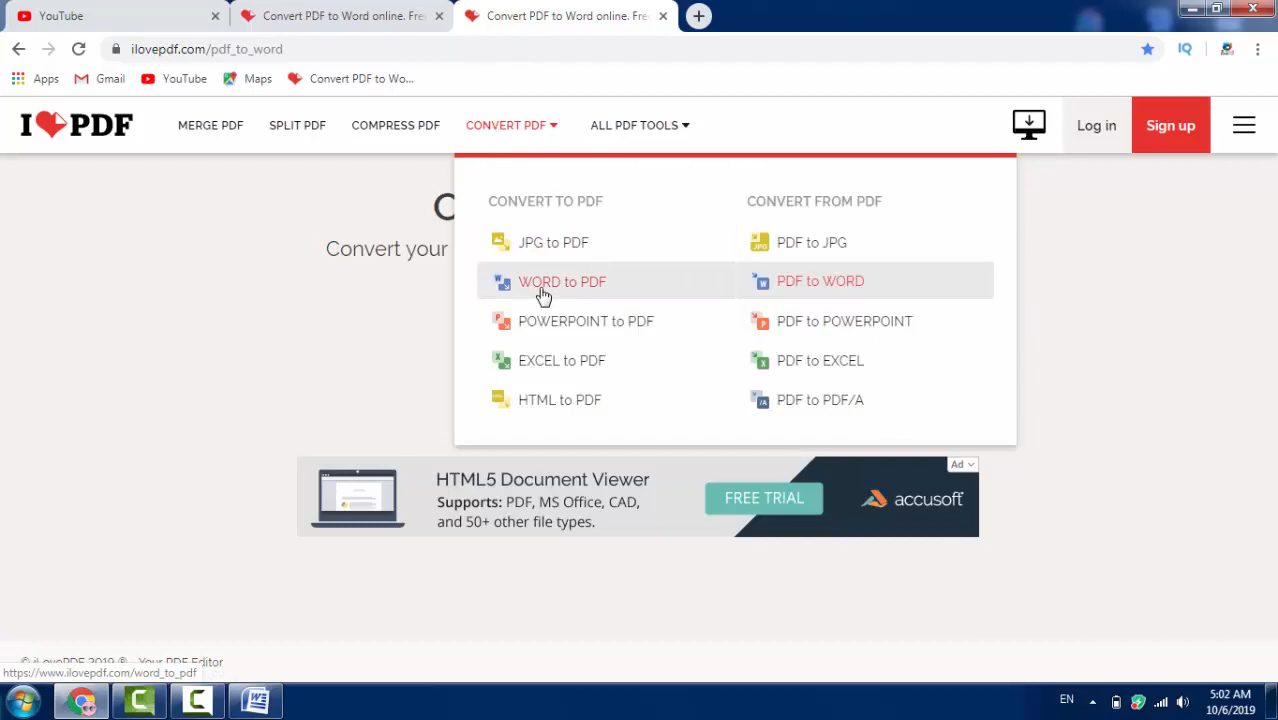 YouTube
Convert PDF to Word online. Fre
Convert PDF to Word online. Fre
ilovepdf.com/pdf_to_word
Apps
Gmail
YouTube
Maps
Convert PDF to Wo...
I PDF
MERGE PDF
SPLIT PDF
COMPRESS PDF
CONVERT PDF
ALL PDF TOOLS
Log in
Sign up
C
Convert your
CONVERT TO PDF
CONVERT FROM PDF
JPG to PDF
PDF to JPG
WORD to PDF
PDF to WORD
POWERPOINT to PDF
PDF to POWERPOINT
EXCEL to PDF
PDF to EXCEL
HTML to PDF
PDF to PDF/A
HTML5 Document Viewer
Supports: PDF, MS Office, CAD,
and 50+ other file types.
FREE TRIAL
accusoft
Ad
© iLovePDF 2019 ® - Your PDF Editor
https://www.ilovepdf.com/word_to_pdf
EN
5:02 AM
10/6/2019